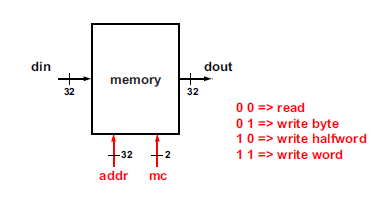 din
dout
memory
32
32
0 0 => read
0 1 => write byte
1 0 => write halfword
1 1 => write word
32
2
addr
mc